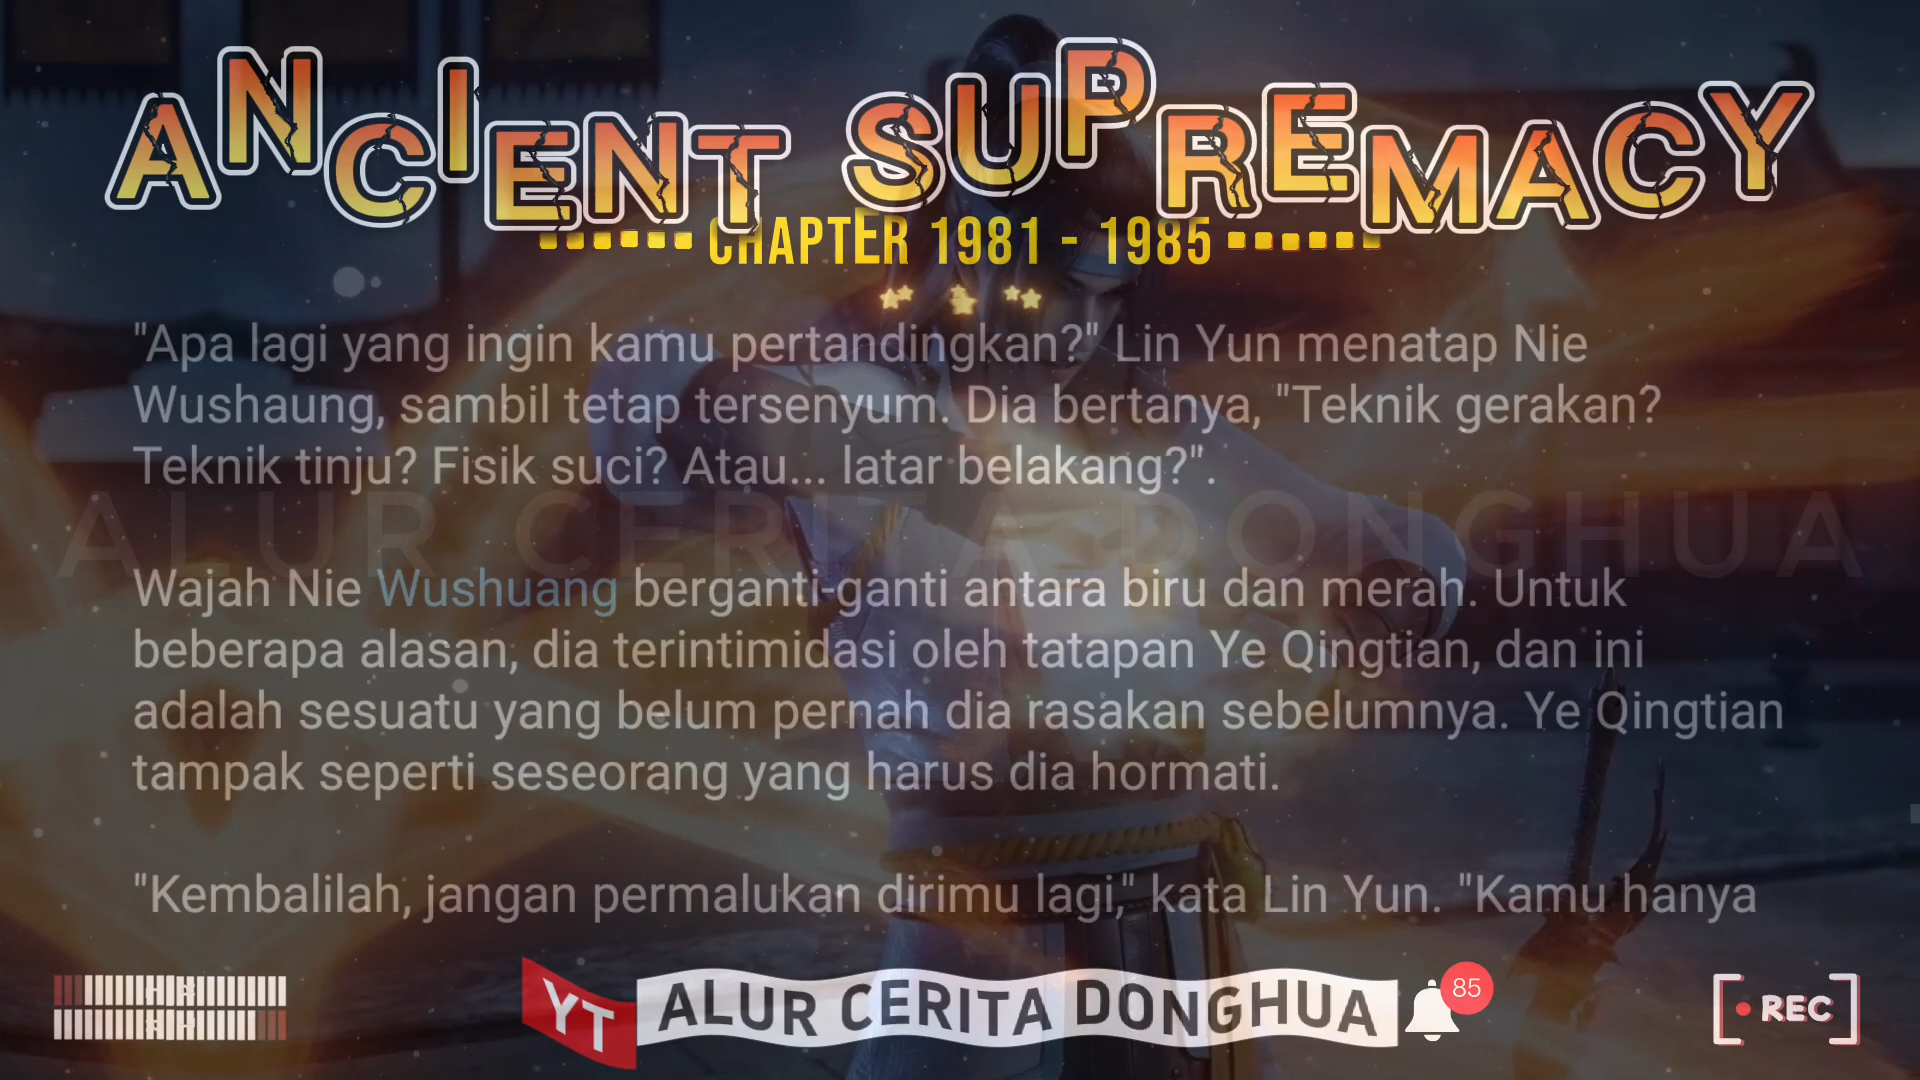 ANCIENT SUPREMACY
CHAPTER 1981 - 1985
"Apa lagi yang ingin kamu pertandingkan?" Lin Yun menatap Nie
Wushaung, sambil tetap tersenyum. Dia bertanya, "Teknik gerakan?
Teknik tinju? Fisik suci? Atau... latar belakang?".
ALUR CERITA DONGHUA
Wajah Nie Wushuang berganti-ganti antara biru dan merah. Untuk
beberapa alasan, dia terintimidasi oleh tatapan Ye Qingtian, dan ini
adalah sesuatu yang belum pernah dia rasakan sebelumnya. Ye Qingtian
tampak seperti seseorang yang harus dia hormati.
"Kembalilah, jangan permalukan dirimu lagi," kata Lin Yun. "Kamu hanya
YT ALUR CERITA DONGHUA 85
REC